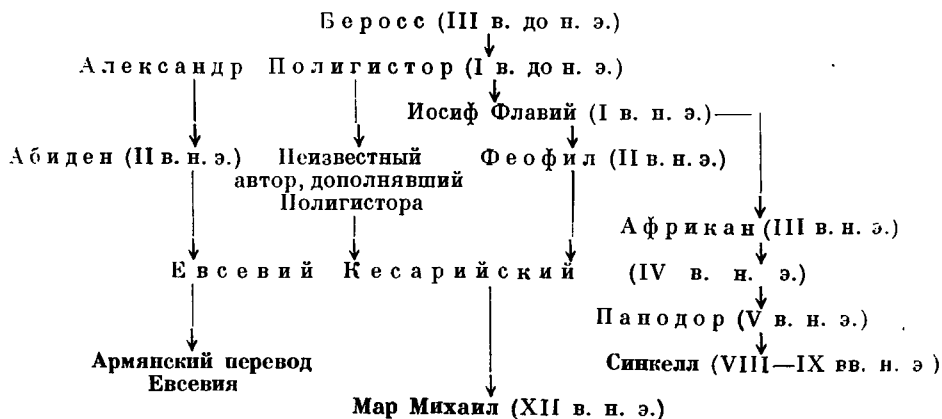 Беросс (III в. до н. э.)
Александр Полигистор (I в. до н. э.)
Иосиф Флавий (I в. н. э.)
Абиден (II в. н. э.) Неизвестный Феофил (II в. н. э.)
автор, дополнявший
Полигистора
Африкан (III в. н. э.)
Евсевий Кесарийский (IV в. н. э.)
Панодор (V в. н. э.)
Армянский перевод Синкелл (VIII—IX вв. н. э)
Евсевия
Мар Михаил (XII в. н. э.)